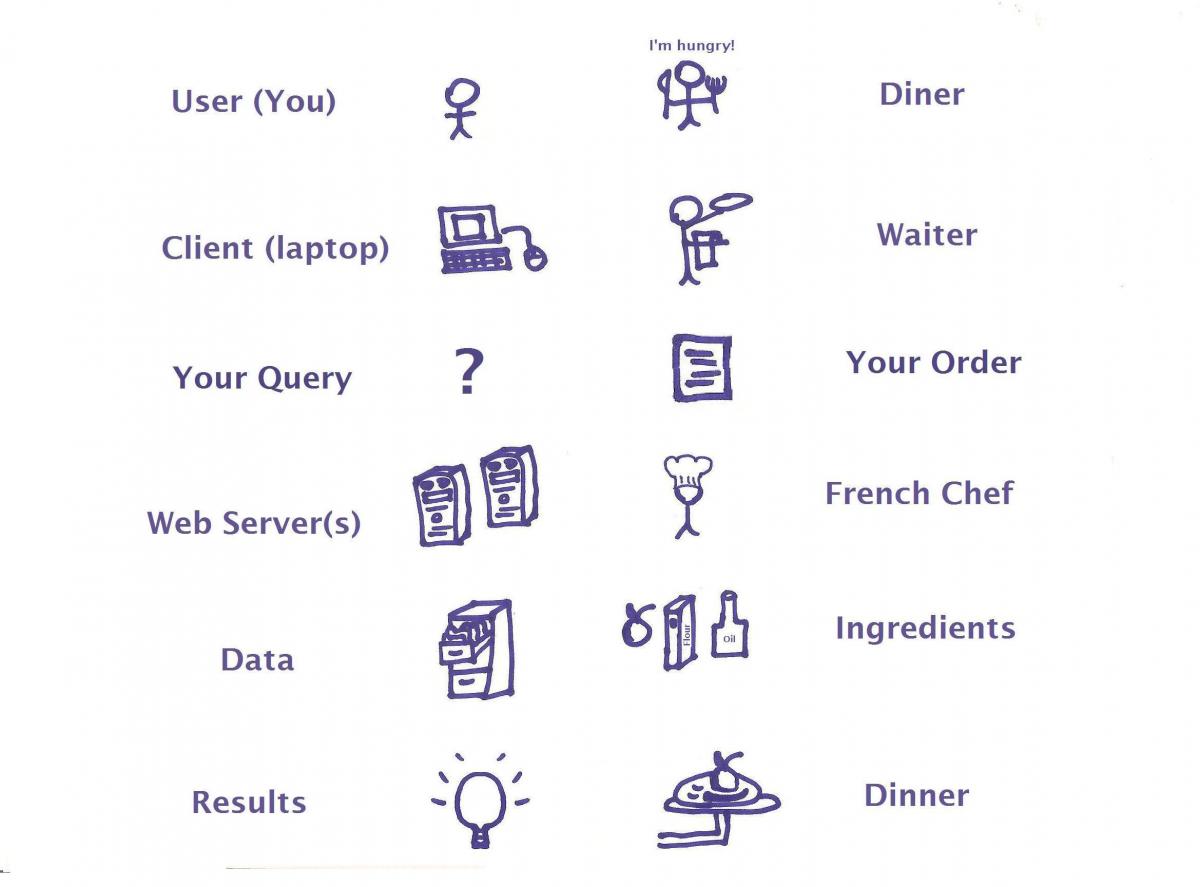 I'm hungry!
User (You)
Diner
Client (laptop)
Waiter
Your Query
?
Your Order
Web Server(s)
French Chef
Data
Flour
Oil
Ingredients
Results
Dinner